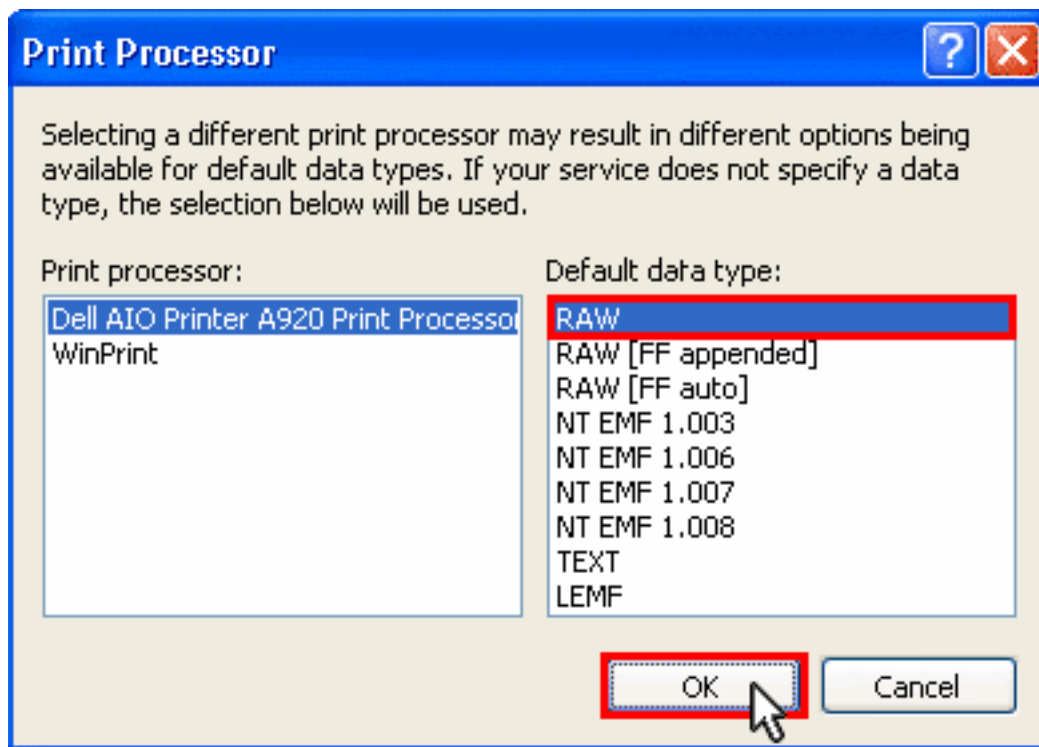 Print Processor
Selecting a different print processor may result in different options being
available for default data types. If your service does not specify a data
type, the selection below will be used.
Print processor:
Default data type:
Dell AIO Printer A920 Print Processor
WinPrint
RAW
RAW [FF appended]
RAW [FF auto]
NT EMF 1.003
NT EMF 1.006
NT EMF 1.007
NT EMF 1.008
TEXT
LEMF
OK
Cancel